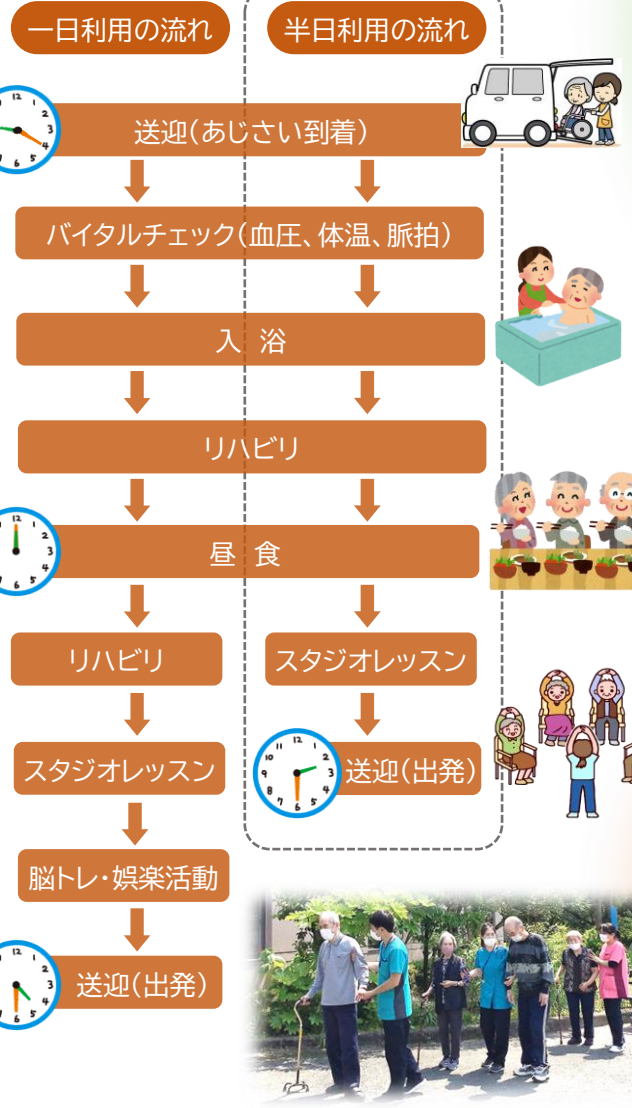 一日利用の流れ
半日利用の流れ
送迎(あじさい到着)
バイタルチェック(血圧、体温、脈拍)
入 浴
リハビリ
昼 食
リハビリ
スタジオレッスン
スタジオレッスン
送迎(出発)
脳トレ・娯楽活動
送迎(出発)